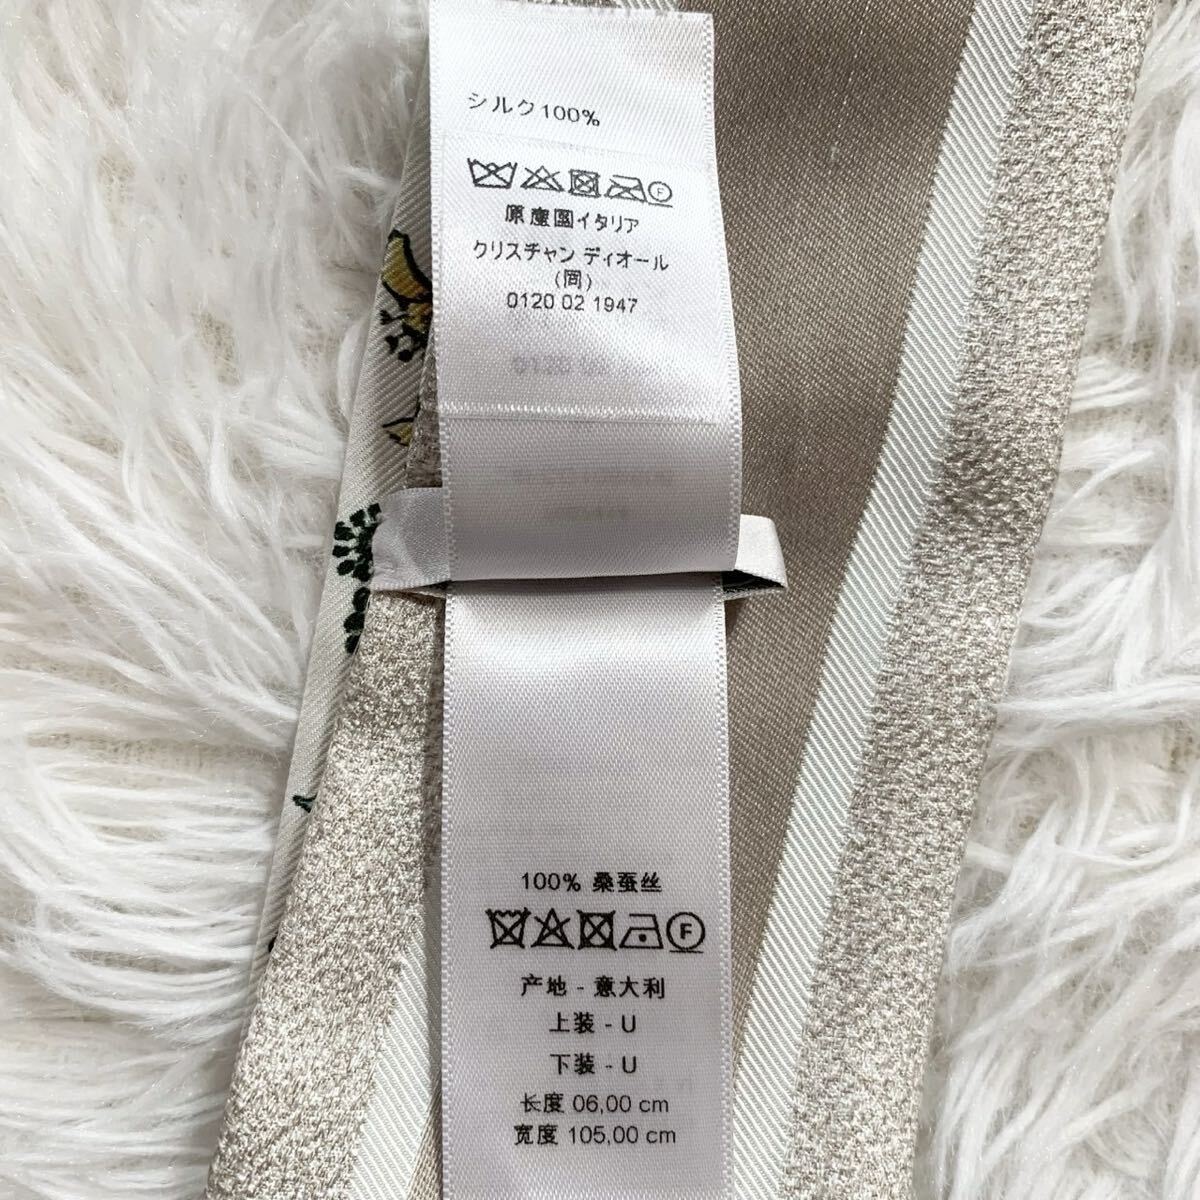 シルク100%
F
原産国イタリア
クリスチャン ディオール
(同)
0120 02 1947
100% 桑蚕丝
F
产地 - 意大利
上装 - U
下装 - U
长度 06,00 cm
宽度 105,00 cm